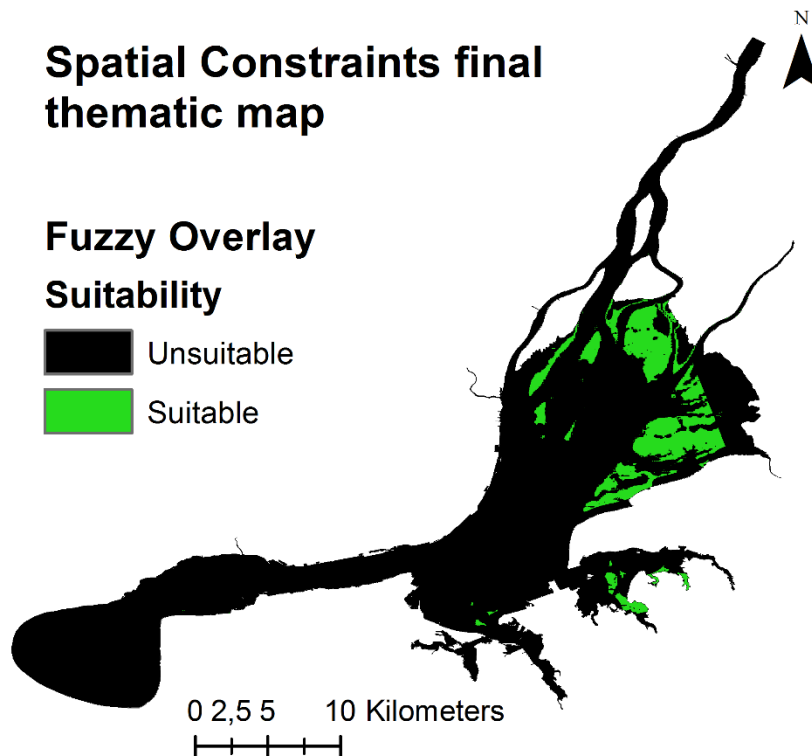 Spatial Constraints final
thematic map
N
Fuzzy Overlay
Suitability
Unsuitable
Suitable
0 2,5 5 10 Kilometers